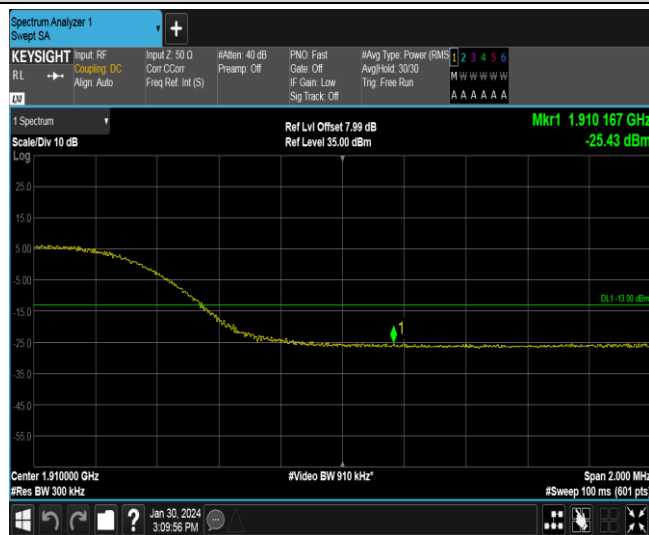 Spectrum Analyzer 1
Swept SA
KEYSIGHT
RL
LXI
Input: RF
Coupling: DC
Align: Auto
Input Z: 50 Ω
Corr CCorr
Freq Ref: Int (S)
#Atten: 40 dB
Preamp: Off
PNO: Fast
Gate: Off
IF Gain: Low
Sig Track: Off
#Avg Type: Power (RMS
Avg|Hold: 30/30
Trig: Free Run
1 2 3 4 5 6
M W W W W W
A A A A A A
1 Spectrum
Scale/Div 10 dB
Log
Ref Lvl Offset 7.99 dB
Ref Level 35.00 dBm
Mkr1 1.910 167 GHz
-25.43 dBm
25.0
15.0
5.00
-5.00
-15.0
-25.0
-35.0
-45.0
-55.0
DL1 -13.00 dBm
1
Center 1.910000 GHz
#Res BW 300 kHz
#Video BW 910 kHz*
Span 2.000 MHz
#Sweep 100 ms (601 pts)
?
Jan 30, 2024
3:09:56 PM